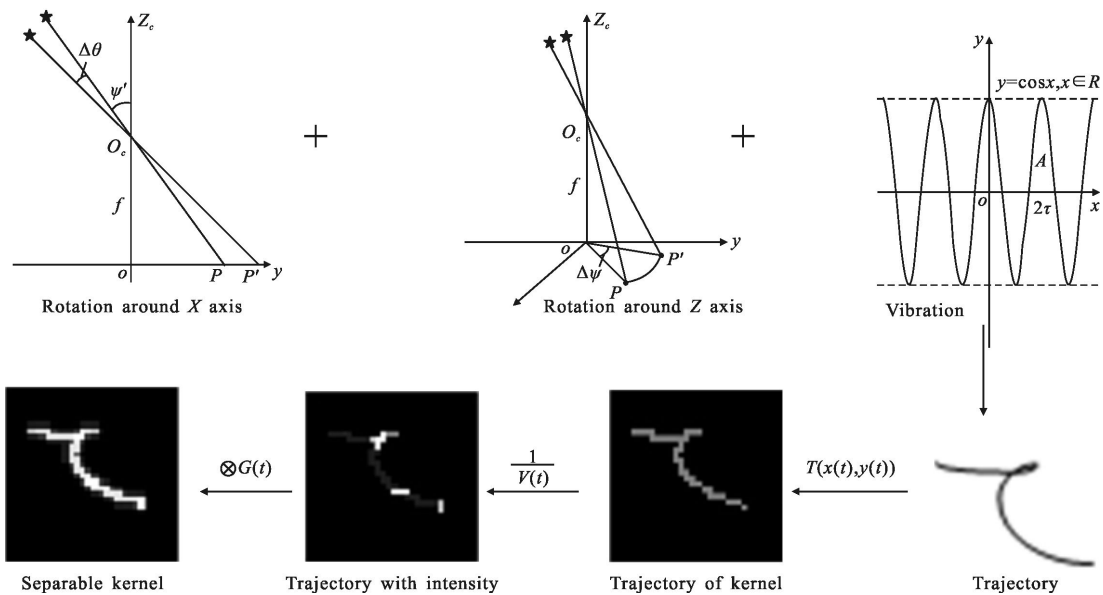 Z_c
Δθ
ψ'
O_c
f
o
P
P'
y
Rotation around X axis
+
Z_c
O_c
f
o
y
Δψ
P'
P
Rotation around Z axis
+
y
y=cosx,x∈R
A
o
2τ
x
Vibration
⊗G(t)
1
V(t)
T(x(t),y(t))
Separable kernel
Trajectory with intensity
Trajectory of kernel
Trajectory